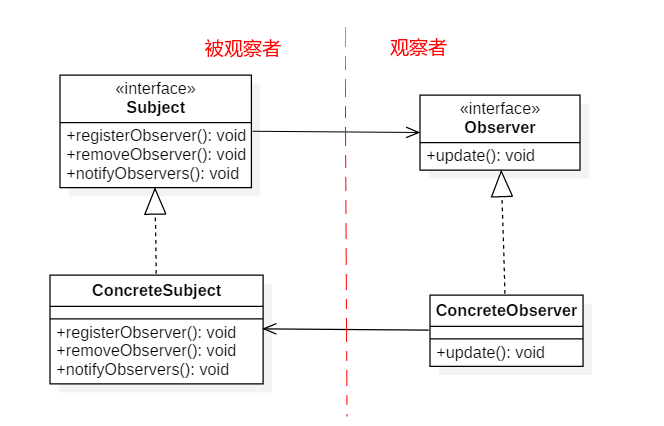 被观察者
观察者
«interface»
Subject
+registerObserver(): void
+removeObserver(): void
+notifyObservers(): void
«interface»
Observer
+update(): void
ConcreteSubject
+registerObserver(): void
+removeObserver(): void
+notifyObservers(): void
ConcreteObserver
+update(): void